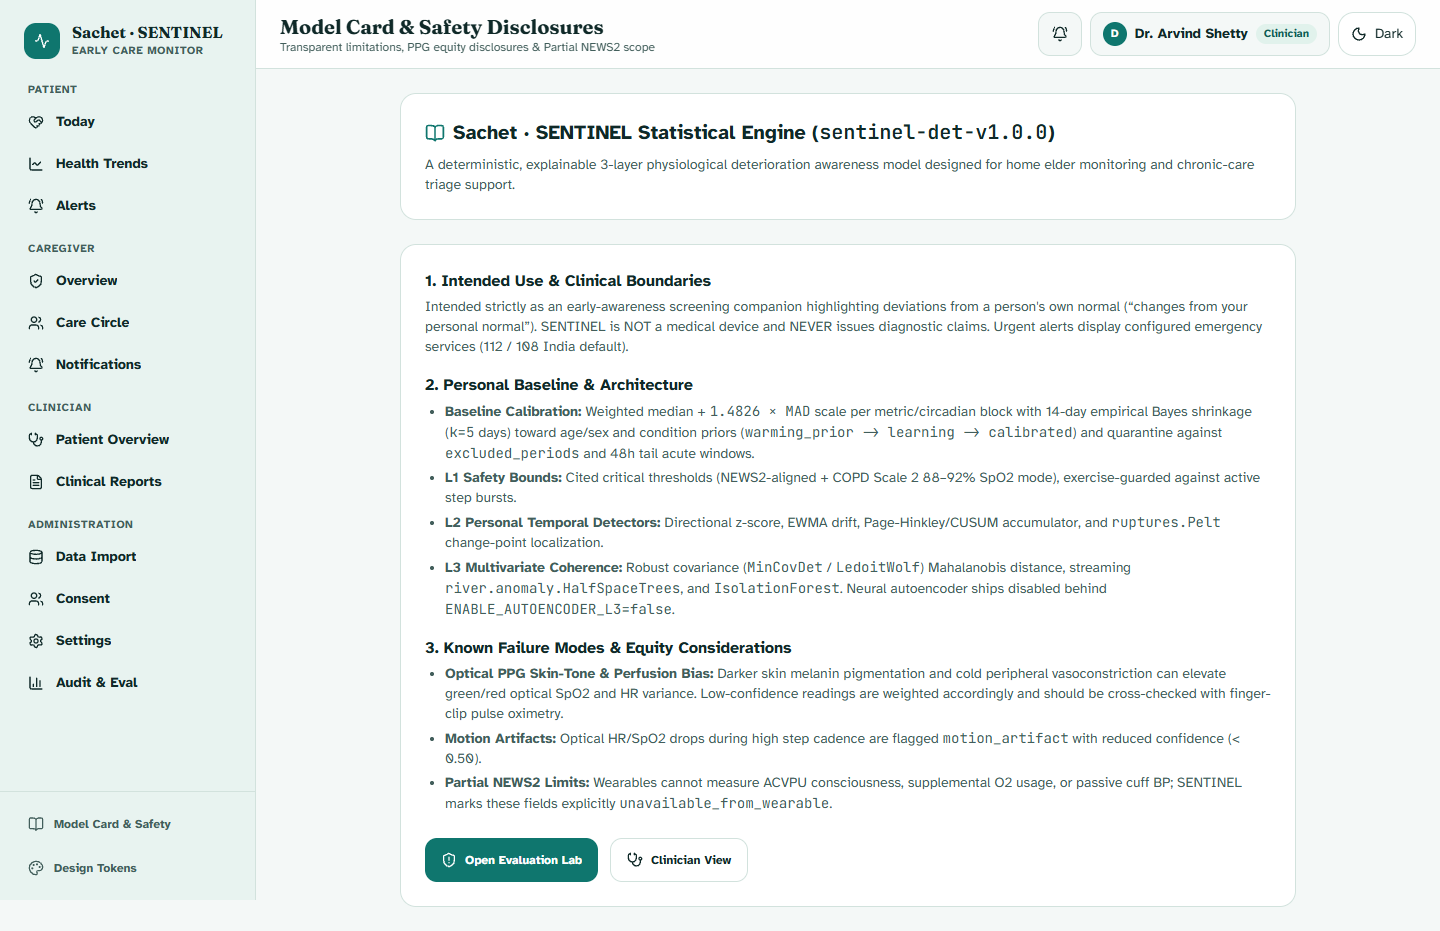 Sachet · SENTINEL
EARLY CARE MONITOR
PATIENT
Today
Health Trends
Alerts
CAREGIVER
Overview
Care Circle
Notifications
CLINICIAN
Patient Overview
Clinical Reports
ADMINISTRATION
Data Import
Consent
Settings
Audit & Eval
Model Card & Safety
Design Tokens
Model Card & Safety Disclosures
Transparent limitations, PPG equity disclosures & Partial NEWS2 scope
D Dr. Arvind Shetty Clinician
Dark
Sachet · SENTINEL Statistical Engine (sentinel-det-v1.0.0)
A deterministic, explainable 3-layer physiological deterioration awareness model designed for home elder monitoring and chronic-care
triage support.
1. Intended Use & Clinical Boundaries
Intended strictly as an early-awareness screening companion highlighting deviations from a person's own normal (“changes from your
personal normal”). SENTINEL is NOT a medical device and NEVER issues diagnostic claims. Urgent alerts display configured emergency
services (112 / 108 India default).
2. Personal Baseline & Architecture
• Baseline Calibration: Weighted median + 1.4826 × MAD scale per metric/circadian block with 14-day empirical Bayes shrinkage
(k=5 days) toward age/sex and condition priors (warming_prior → learning → calibrated) and quarantine against
excluded_periods and 48h tail acute windows.
• L1 Safety Bounds: Cited critical thresholds (NEWS2-aligned + COPD Scale 2 88–92% SpO2 mode), exercise-guarded against active
step bursts.
• L2 Personal Temporal Detectors: Directional z-score, EWMA drift, Page-Hinkley/CUSUM accumulator, and ruptures.Pelt
change-point localization.
• L3 Multivariate Coherence: Robust covariance (MinCovDet / LedoitWolf) Mahalanobis distance, streaming
river.anomaly.HalfSpaceTrees, and IsolationForest. Neural autoencoder ships disabled behind
ENABLE_AUTOENCODER_L3=false.
3. Known Failure Modes & Equity Considerations
• Optical PPG Skin-Tone & Perfusion Bias: Darker skin melanin pigmentation and cold peripheral vasoconstriction can elevate
green/red optical SpO2 and HR variance. Low-confidence readings are weighted accordingly and should be cross-checked with finger-
clip pulse oximetry.
• Motion Artifacts: Optical HR/SpO2 drops during high step cadence are flagged motion_artifact with reduced confidence (<
0.50).
• Partial NEWS2 Limits: Wearables cannot measure ACVPU consciousness, supplemental O2 usage, or passive cuff BP; SENTINEL
marks these fields explicitly unavailable_from_wearable.
Open Evaluation Lab
Clinician View